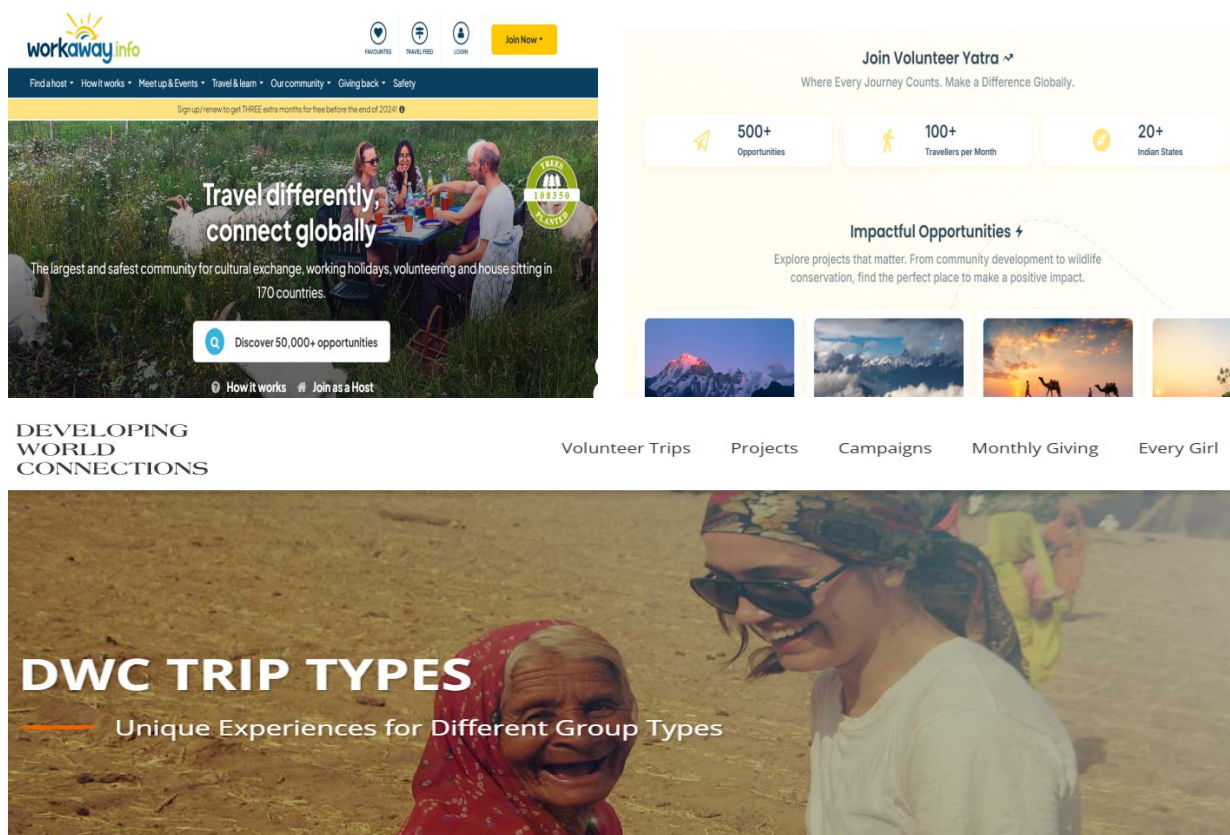 workaway.info
FAVOURITES
TRAVEL FEED
LOGIN
Join Now
Find a host
How it works
Meet up & Events
Travel & learn
Our community
Giving back
Safety
Sign up/renew to get THREE extra months for free before the end of 2024!
TREES
108350
PLANTED
Travel differently,
connect globally
The largest and safest community for cultural exchange, working holidays, volunteering and house sitting in
170 countries.
Discover 50,000+ opportunities
How it works
Join as a Host
Join Volunteer Yatra
Where Every Journey Counts. Make a Difference Globally.
500+
Opportunities
100+
Travellers per Month
20+
Indian States
Impactful Opportunities
Explore projects that matter. From community development to wildlife
conservation, find the perfect place to make a positive impact.
DEVELOPING
WORLD
CONNECTIONS
Volunteer Trips
Projects
Campaigns
Monthly Giving
Every Girl
DWC TRIP TYPES
Unique Experiences for Different Group Types